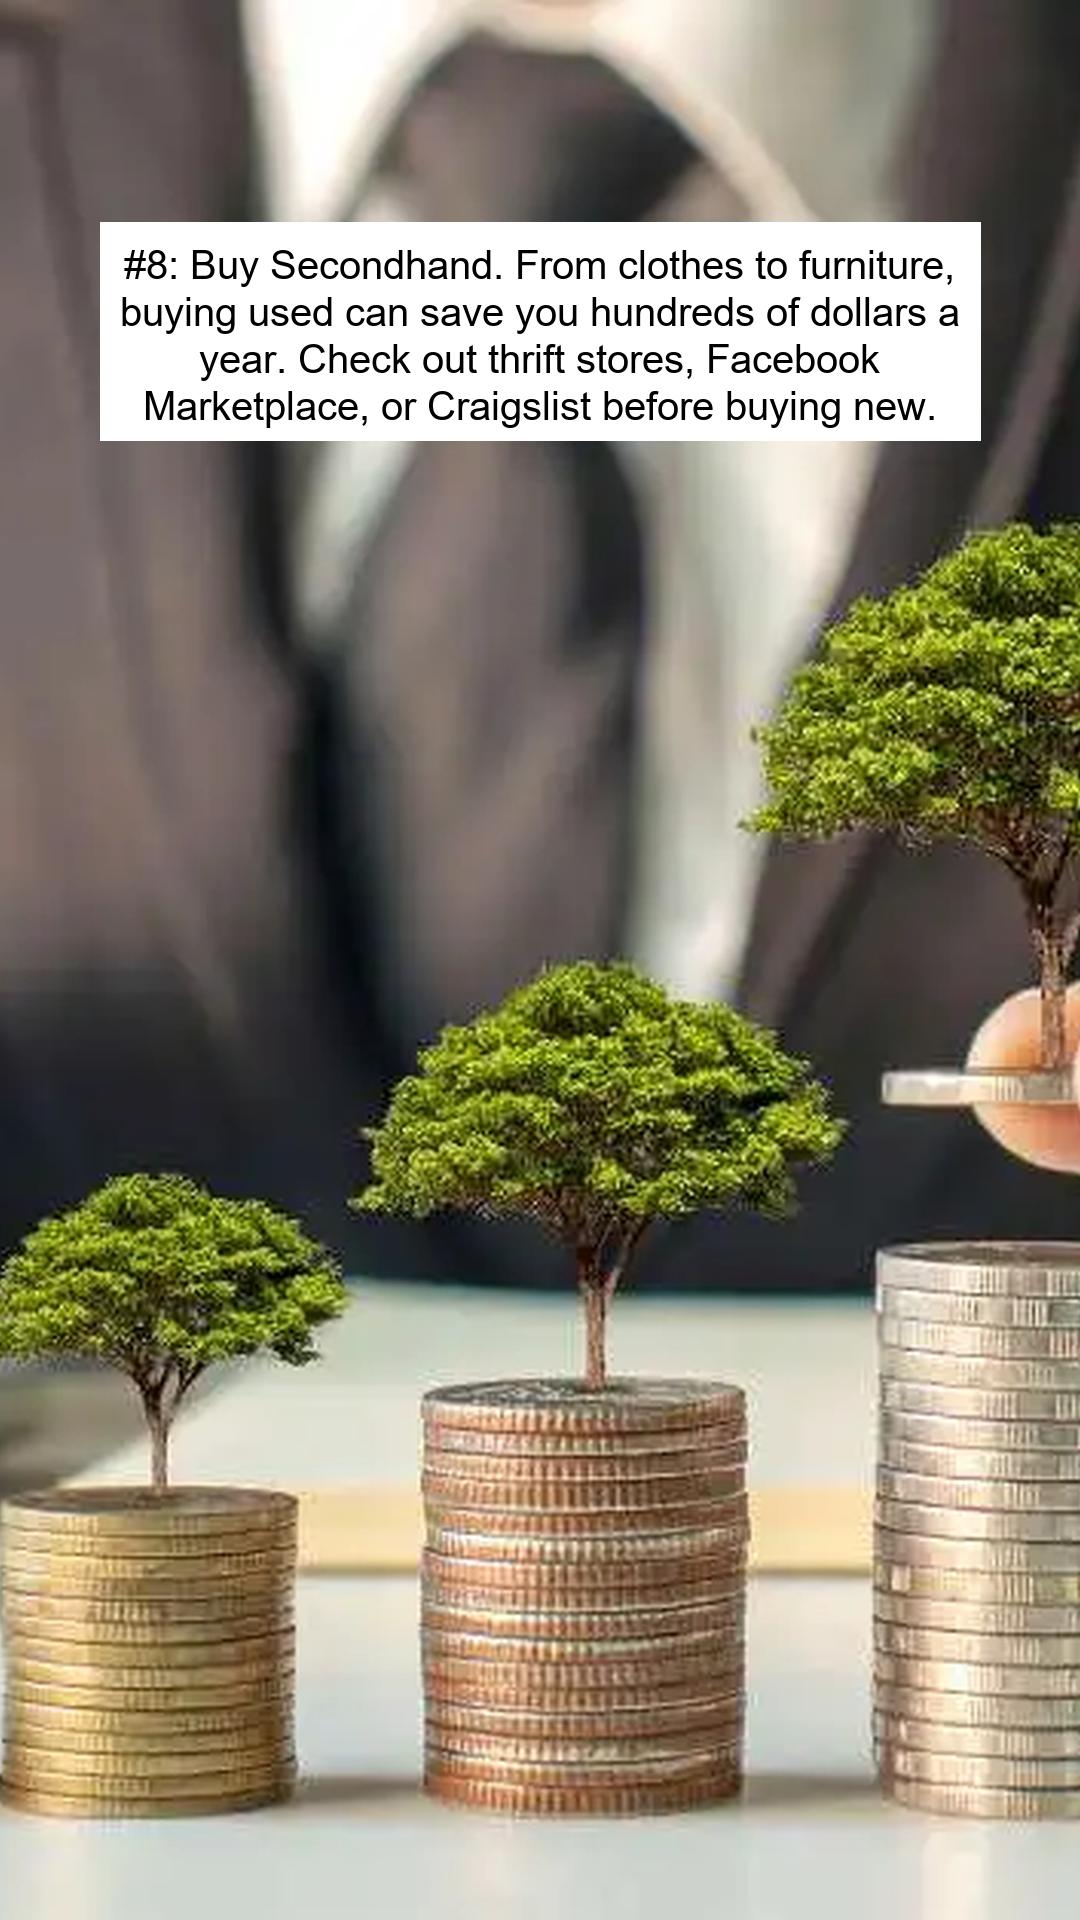 #8: Buy Secondhand. From clothes to furniture,
buying used can save you hundreds of dollars a
year. Check out thrift stores, Facebook
Marketplace, or Craigslist before buying new.